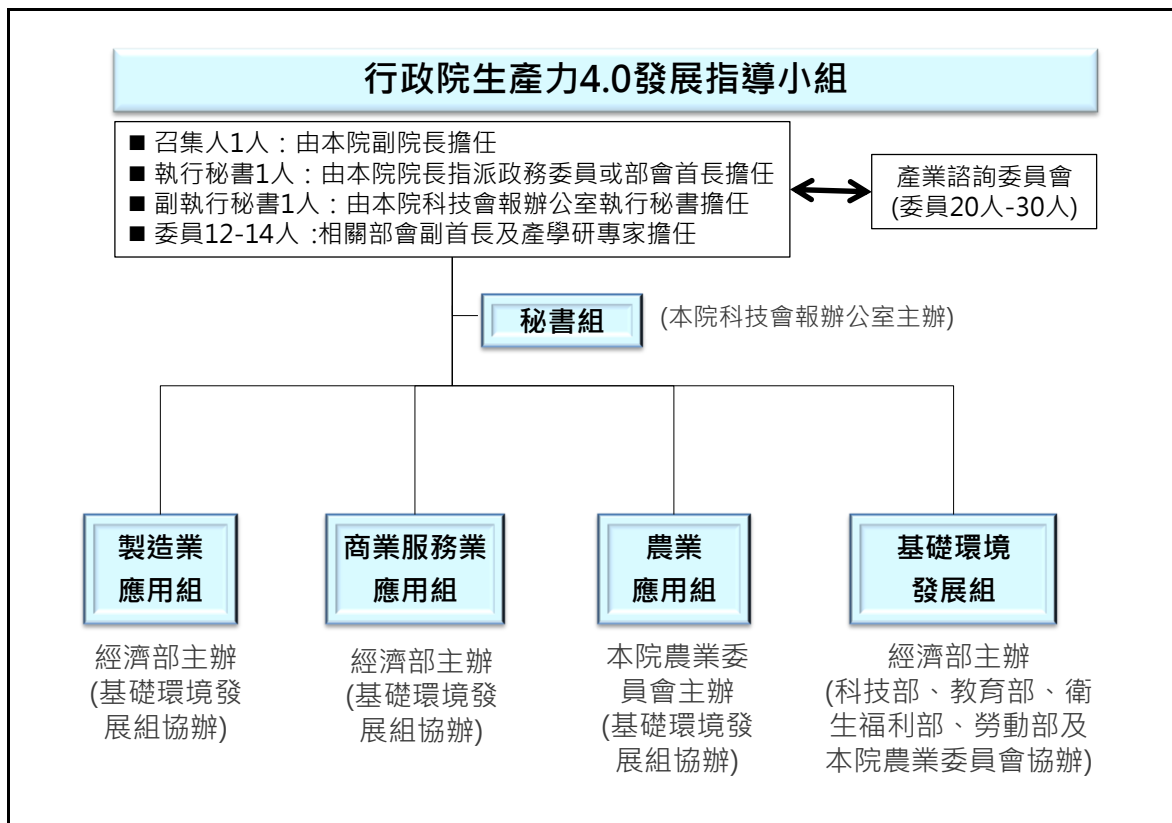 行政院生產力4.0發展指導小組
■ 召集人1人：由本院副院長擔任
■ 執行秘書1人：由本院院長指派政務委員或部會首長擔任
■ 副執行秘書1人：由本院科技會報辦公室執行秘書擔任
■ 委員12-14人 :相關部會副首長及產學研專家擔任
產業諮詢委員會
(委員20人-30人)
秘書組
(本院科技會報辦公室主辦)
製造業
應用組
經濟部主辦
(基礎環境發
展組協辦)
商業服務業
應用組
經濟部主辦
(基礎環境發
展組協辦)
農業
應用組
本院農業委
員會主辦
(基礎環境發
展組協辦)
基礎環境
發展組
經濟部主辦
(科技部、教育部、衛
生福利部、勞動部及
本院農業委員會協辦)